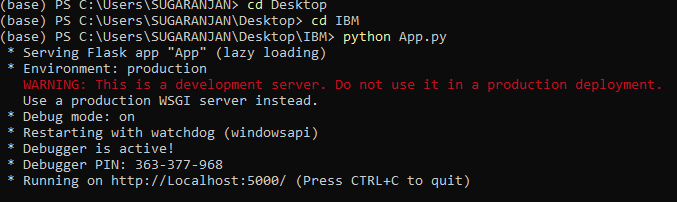 (base) PS C:\Users\SUGARANJAN> cd Desktop
(base) PS C:\Users\SUGARANJAN\Desktop> cd IBM
(base) PS C:\Users\SUGARANJAN\Desktop\IBM> python App.py
 * Serving Flask app "App" (lazy loading)
 * Environment: production
   WARNING: This is a development server. Do not use it in a production deployment.
   Use a production WSGI server instead.
 * Debug mode: on
 * Restarting with watchdog (windowsapi)
 * Debugger is active!
 * Debugger PIN: 363-377-968
 * Running on http://Localhost:5000/ (Press CTRL+C to quit)